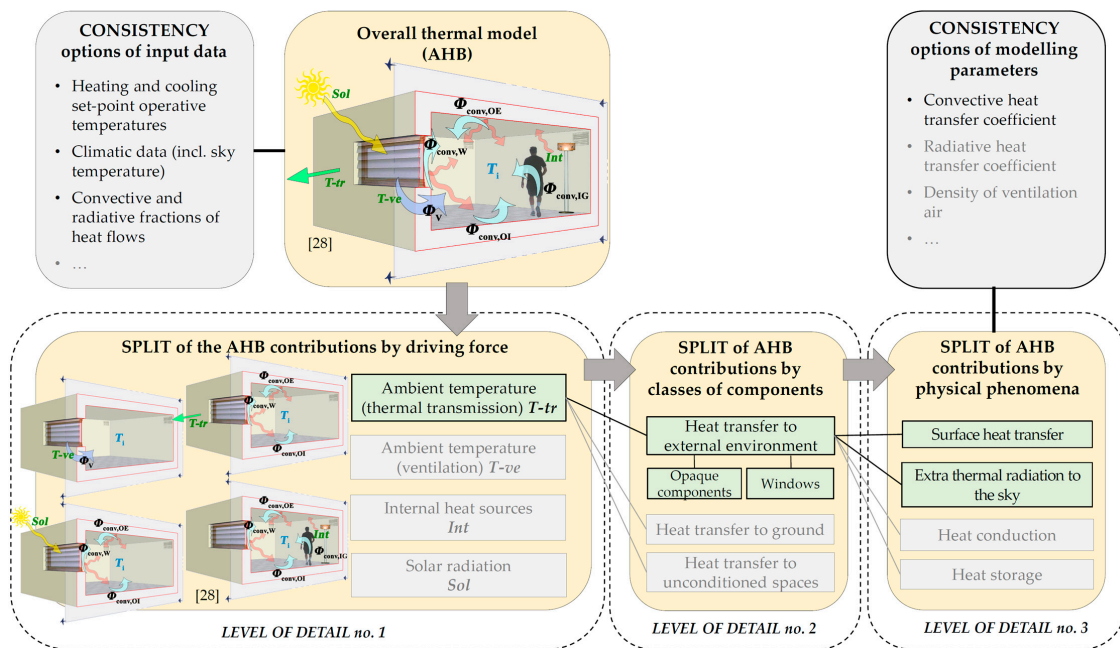 CONSISTENCY
options of input data
• Heating and cooling
set-point operative
temperatures
• Climatic data (incl. sky
temperature)
• Convective and
radiative fractions of
heat flows
• …
Overall thermal model
(AHB)
Sol
Φconv,OE
Φconv,W
Int
Ti
T-tr
T-ve
Φconv,IG
ΦV
Φconv,OI
[28]
CONSISTENCY
options of modelling
parameters
• Convective heat
transfer coefficient
• Radiative heat
transfer coefficient
• Density of ventilation
air
• …
SPLIT of the AHB contributions by driving force
Ti
T-ve
ΦV
Φconv,OE
Φconv,W
Ti
T-tr
Φconv,OI
Sol
Φconv,OE
Φconv,W
Ti
Φconv,OI
Φconv,OE
Φconv,W
Int
Ti
Φconv,IG
Φconv,OI
[28]
Ambient temperature
(thermal transmission) T-tr
Ambient temperature
(ventilation) T-ve
Internal heat sources
Int
Solar radiation
Sol
LEVEL OF DETAIL no. 1
SPLIT of AHB
contributions by
classes of components
Heat transfer to
external environment
Opaque
components
Windows
Heat transfer to ground
Heat transfer to
unconditioned spaces
LEVEL OF DETAIL no. 2
SPLIT of AHB
contributions by
physical phenomena
Surface heat transfer
Extra thermal radiation to
the sky
Heat conduction
Heat storage
LEVEL OF DETAIL no. 3